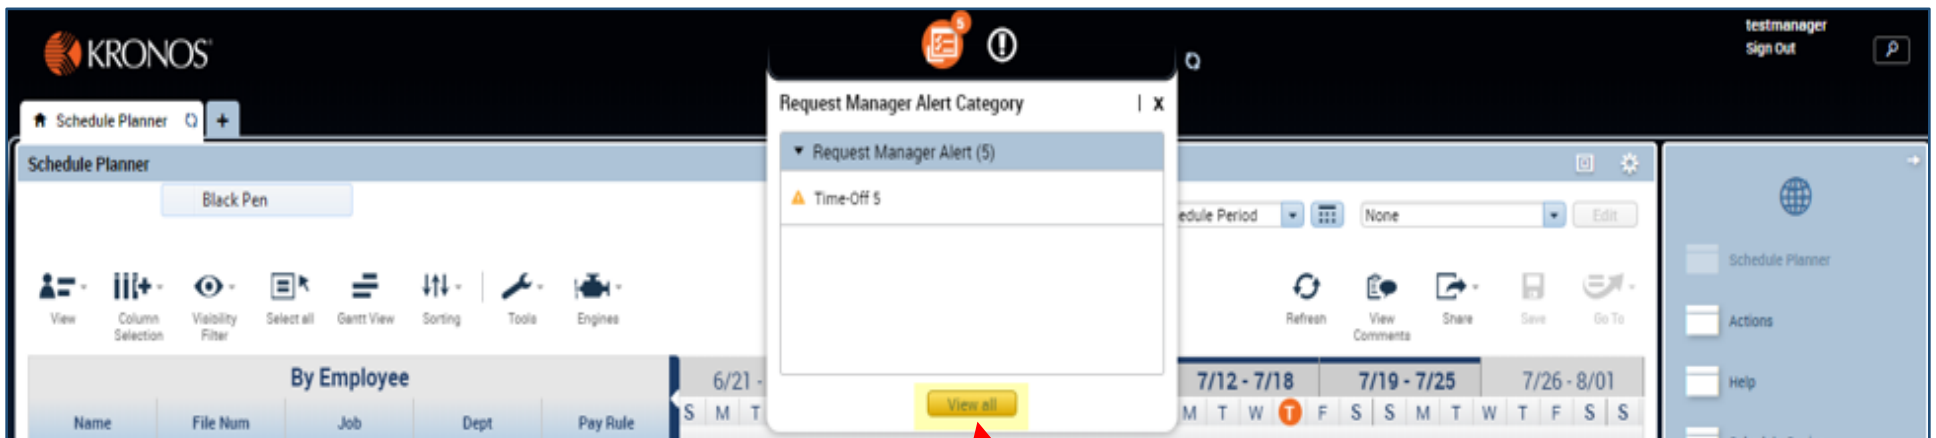 KRONOS
5
testmanager
Sign Out
Schedule Planner
+
Request Manager Alert Category | X
Schedule Planner
Request Manager Alert (5)
Black Pen
Time-Off 5
edule Period
None
Edit
Schedule Planner
View
Column Selection
Visibility Filter
Select all
Gantt View
Sorting
Tools
Engines
Refresh
View Comments
Share
Save
Go To
Actions
By Employee
6/21 -
7/12 - 7/18
7/19 - 7/25
7/26 - 8/01
Help
View all
Name
File Num
Job
Dept
Pay Rule
S M T
M T W T F S S M T W T F S S